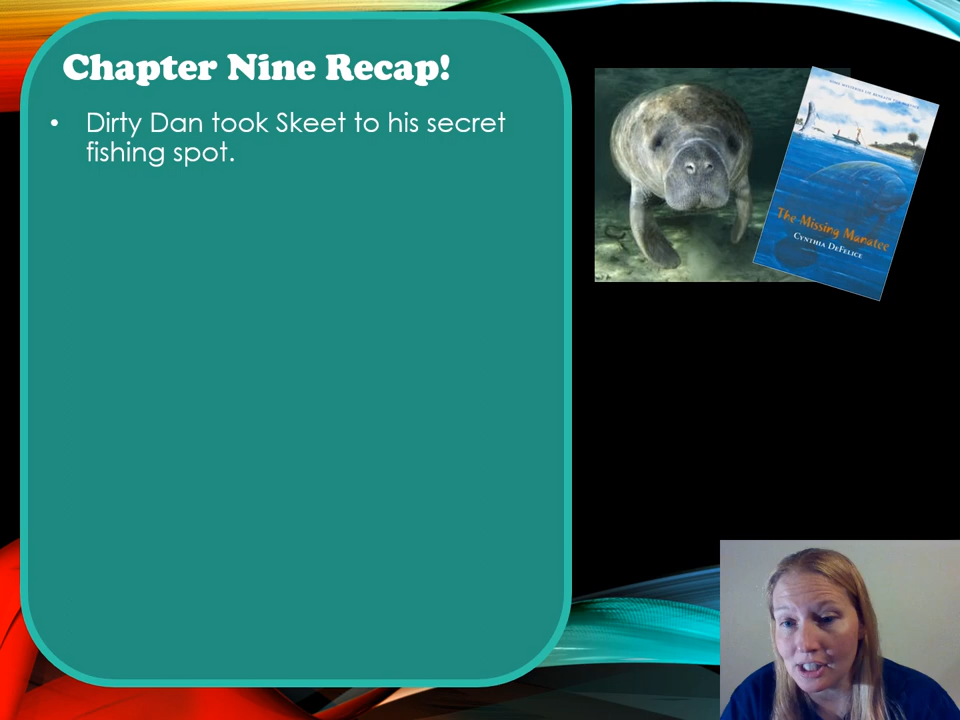 Chapter Nine Recap!
• Dirty Dan took Skeet to his secret
fishing spot.
The Missing Manatee
Cynthia DeFelice